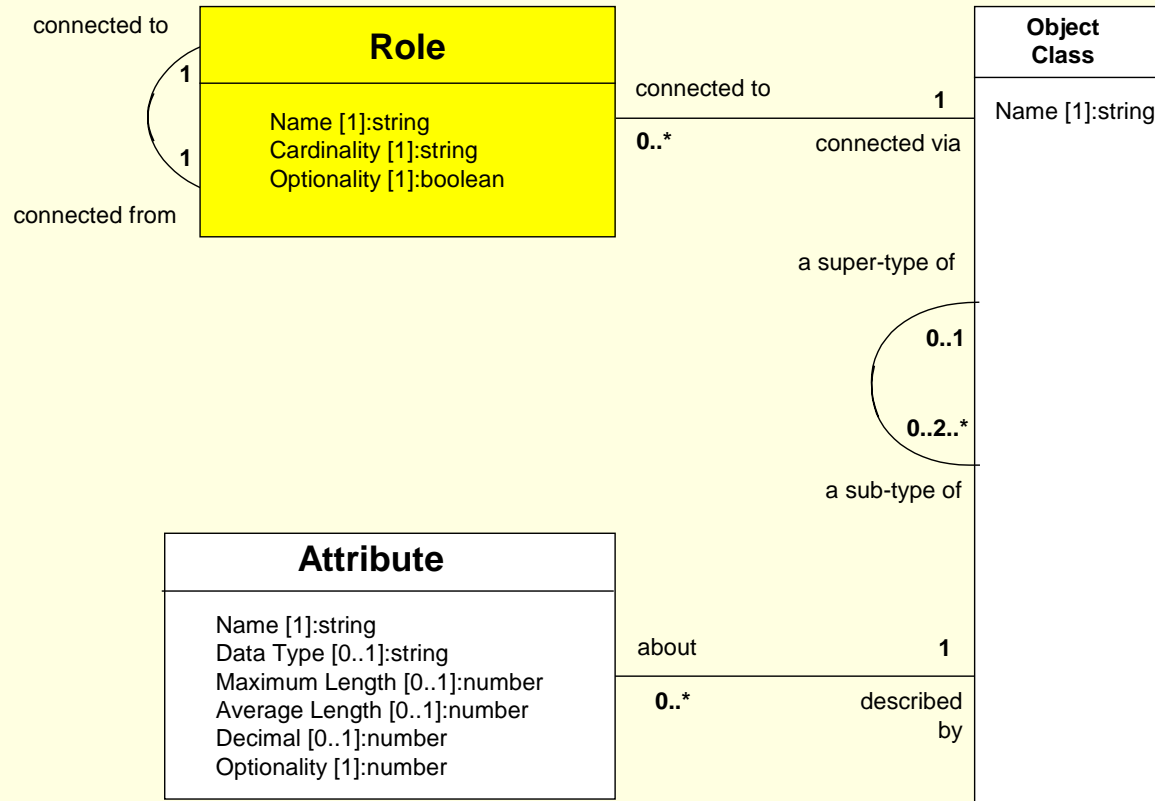 connected to
Role
Object
Class
1
Name [1]:string
Cardinality [1]:string
Optionality [1]:boolean
connected to
1
Name [1]:string
1
0..*
connected via
connected from
a super-type of
0..1
0..2..*
a sub-type of
Attribute
Name [1]:string
Data Type [0..1]:string
Maximum Length [0..1]:number
Average Length [0..1]:number
Decimal [0..1]:number
Optionality [1]:number
about
1
0..*
described
by